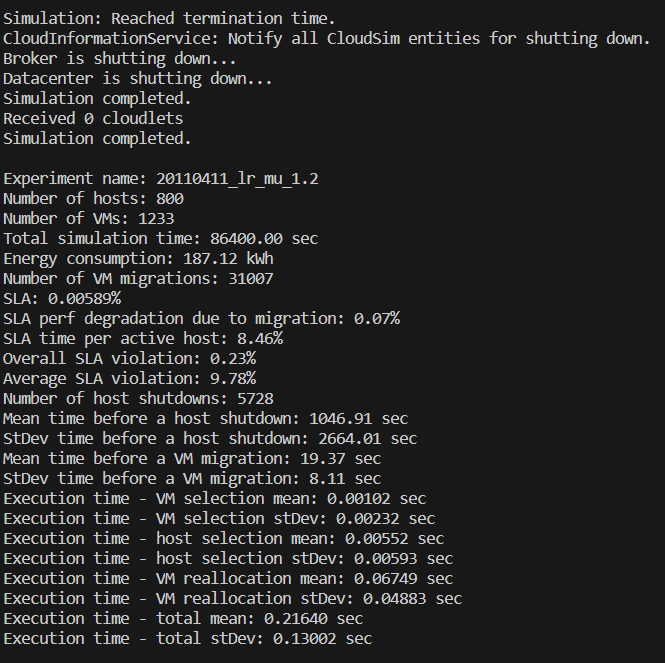 Simulation: Reached termination time.
CloudInformationService: Notify all CloudSim entities for shutting down.
Broker is shutting down...
Datacenter is shutting down...
Simulation completed.
Received 0 cloudlets
Simulation completed.

Experiment name: 20110411_lr_mu_1.2
Number of hosts: 800
Number of VMs: 1233
Total simulation time: 86400.00 sec
Energy consumption: 187.12 kWh
Number of VM migrations: 31007
SLA: 0.00589%
SLA perf degradation due to migration: 0.07%
SLA time per active host: 8.46%
Overall SLA violation: 0.23%
Average SLA violation: 9.78%
Number of host shutdowns: 5728
Mean time before a host shutdown: 1046.91 sec
StDev time before a host shutdown: 2664.01 sec
Mean time before a VM migration: 19.37 sec
StDev time before a VM migration: 8.11 sec
Execution time - VM selection mean: 0.00102 sec
Execution time - VM selection stDev: 0.00232 sec
Execution time - host selection mean: 0.00552 sec
Execution time - host selection stDev: 0.00593 sec
Execution time - VM reallocation mean: 0.06749 sec
Execution time - VM reallocation stDev: 0.04883 sec
Execution time - total mean: 0.21640 sec
Execution time - total stDev: 0.13002 sec